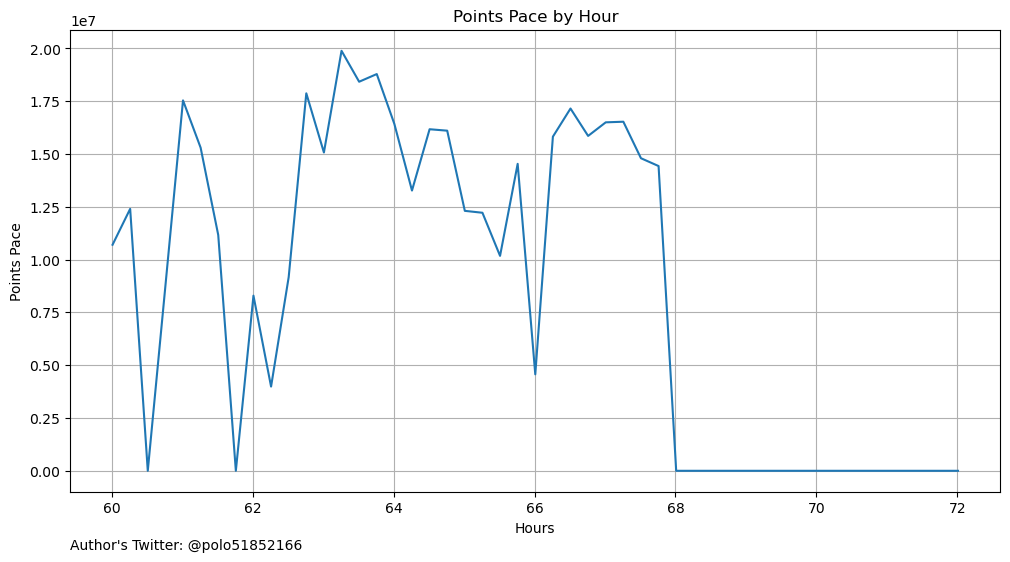 Points Pace by Hour
1e7
2.00
1.75
1.50
1.25
1.00
0.75
0.50
0.25
0.00
Points Pace
60 62 64 66 68 70 72
Hours
Author's Twitter: @polo51852166